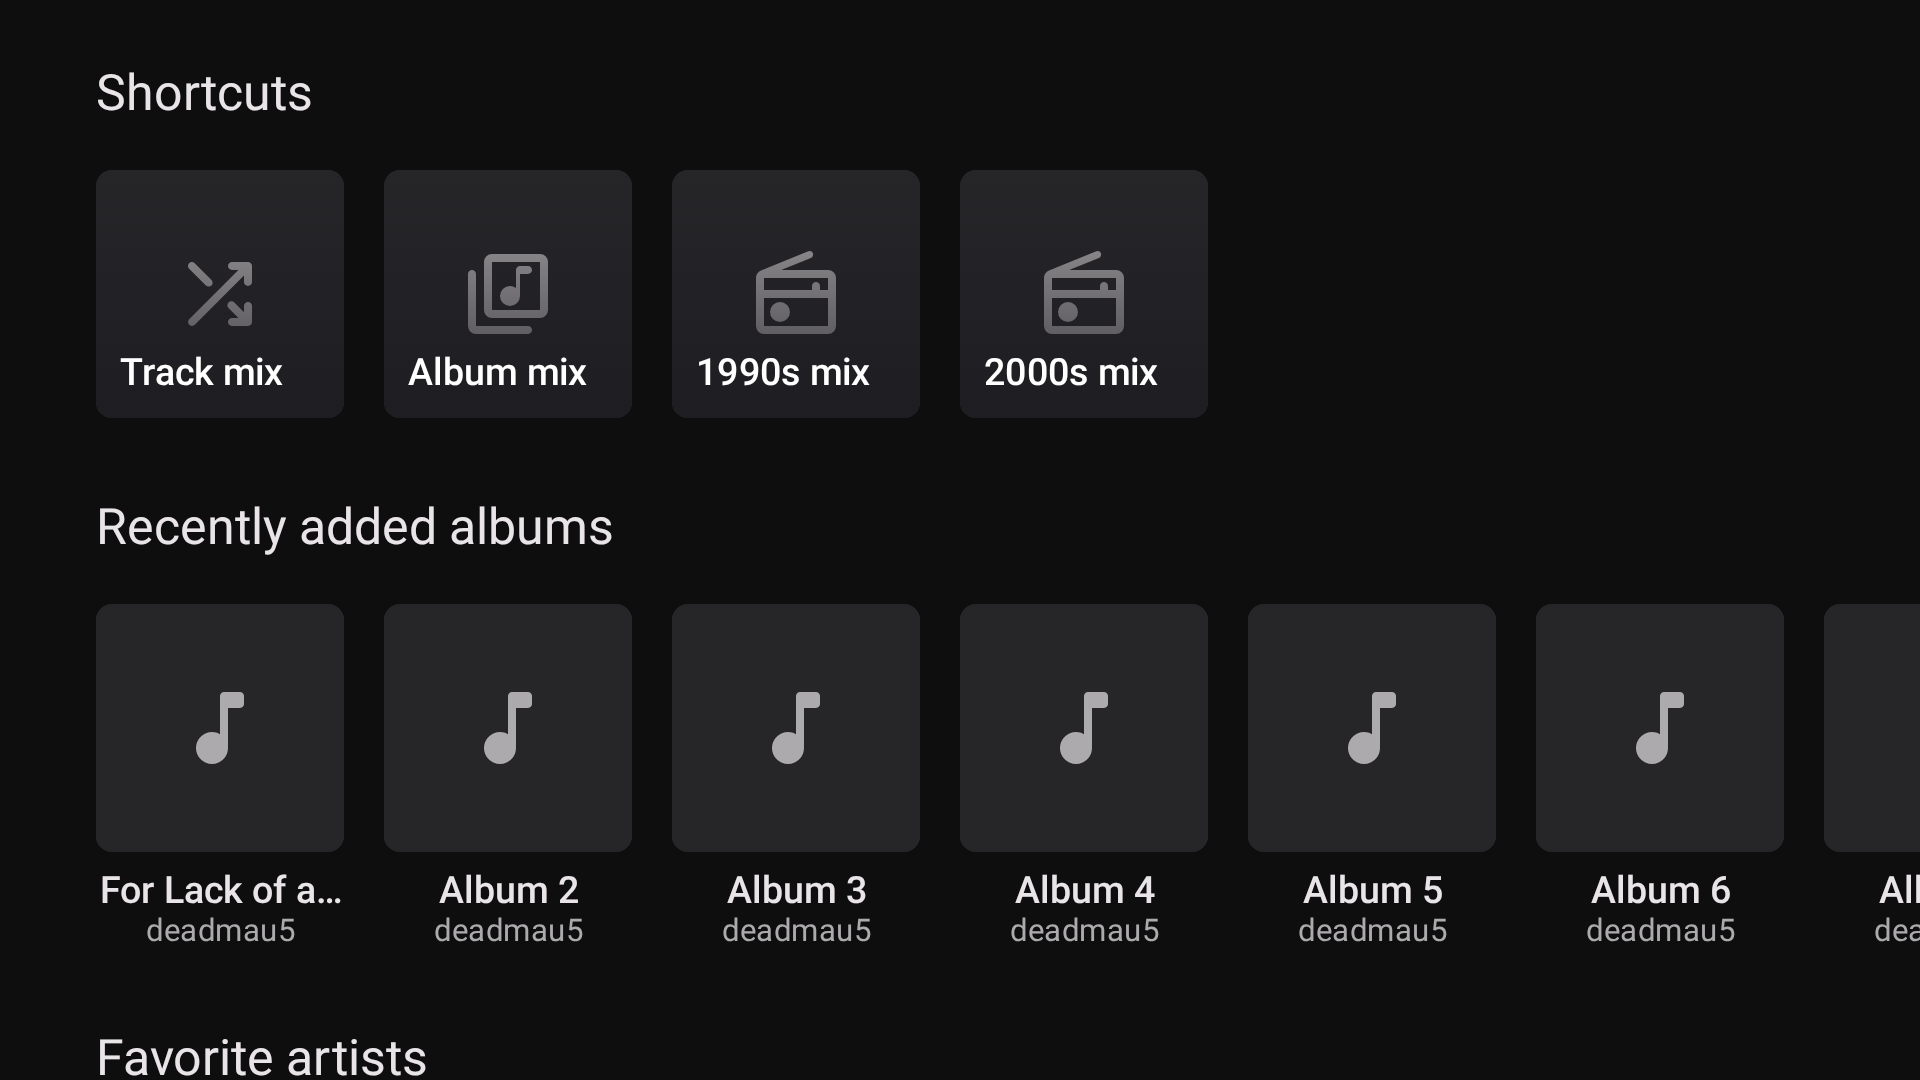 Shortcuts
Track mix
Album mix
1990s mix
2000s mix
Recently added albums
For Lack of a...
deadmau5
Album 2
deadmau5
Album 3
deadmau5
Album 4
deadmau5
Album 5
deadmau5
Album 6
deadmau5
Favorite artists